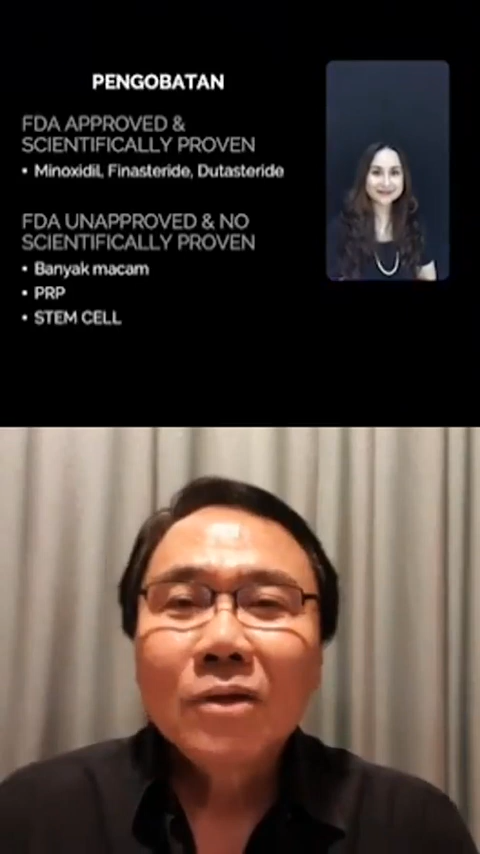 PENGOBATAN
FDA APPROVED &
SCIENTIFICALLY PROVEN
• Minoxidil, Finasteride, Dutasteride
FDA UNAPPROVED & NO
SCIENTIFICALLY PROVEN
• Banyak macam
• PRP
• STEM CELL